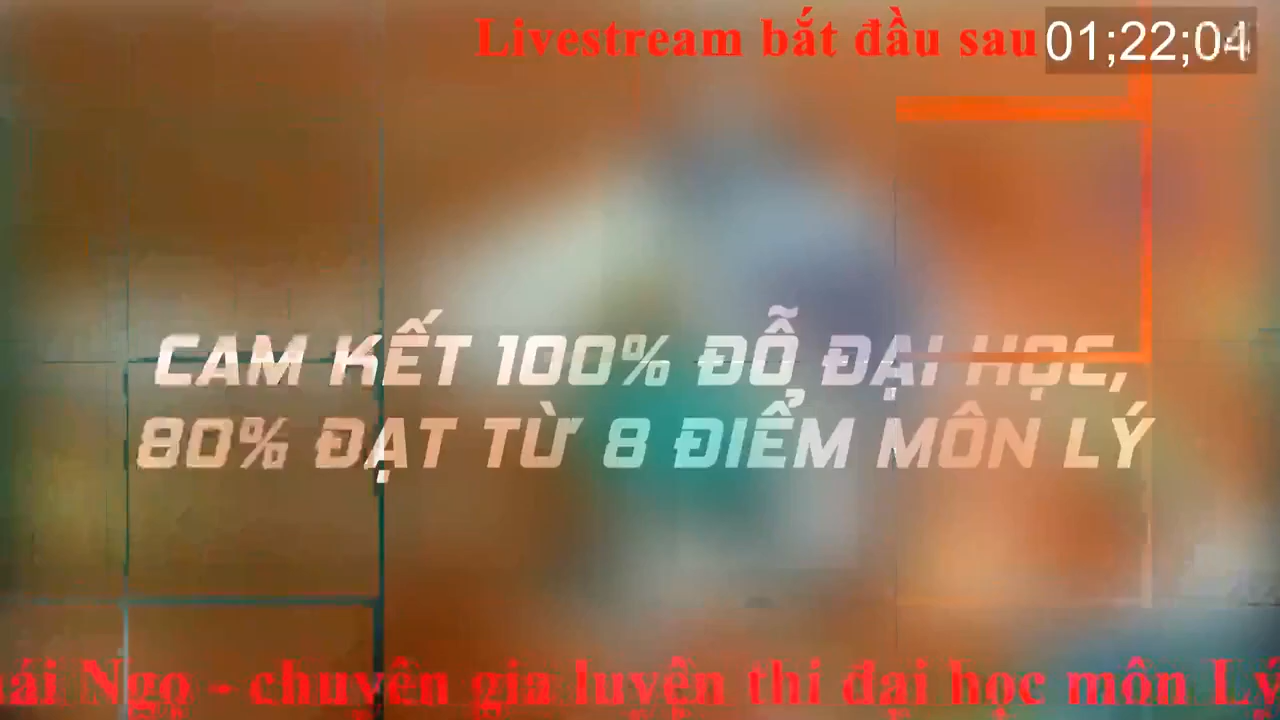 Livestream bắt đầu sau 01;22;04
CAM KẾT 100% ĐỖ ĐẠI HỌC,
80% ĐẠT TỪ 8 ĐIỂM MÔN LÝ
Ngọ - chuyên gia luyện thi đại học môn Lý